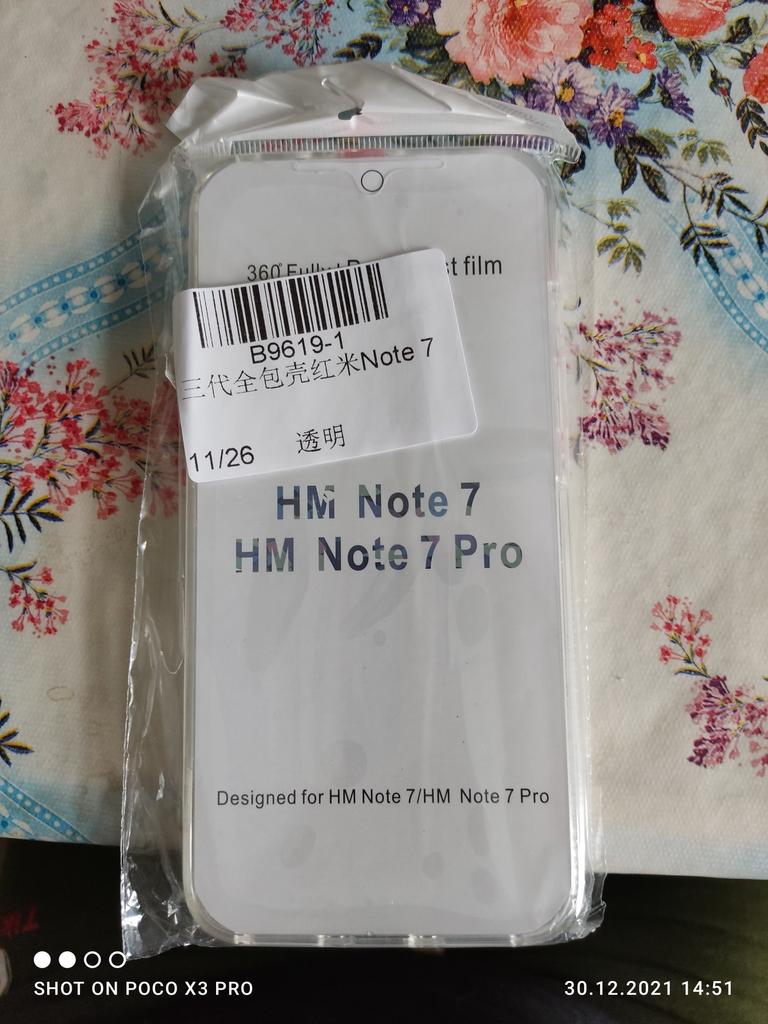 360° Fully
st film
B9619-1
三代全包壳红米Note 7
11/26 透明
HM Note 7
HM Note 7 Pro
Designed for HM Note 7/HM Note 7 Pro
SHOT ON POCO X3 PRO
30.12.2021 14:51